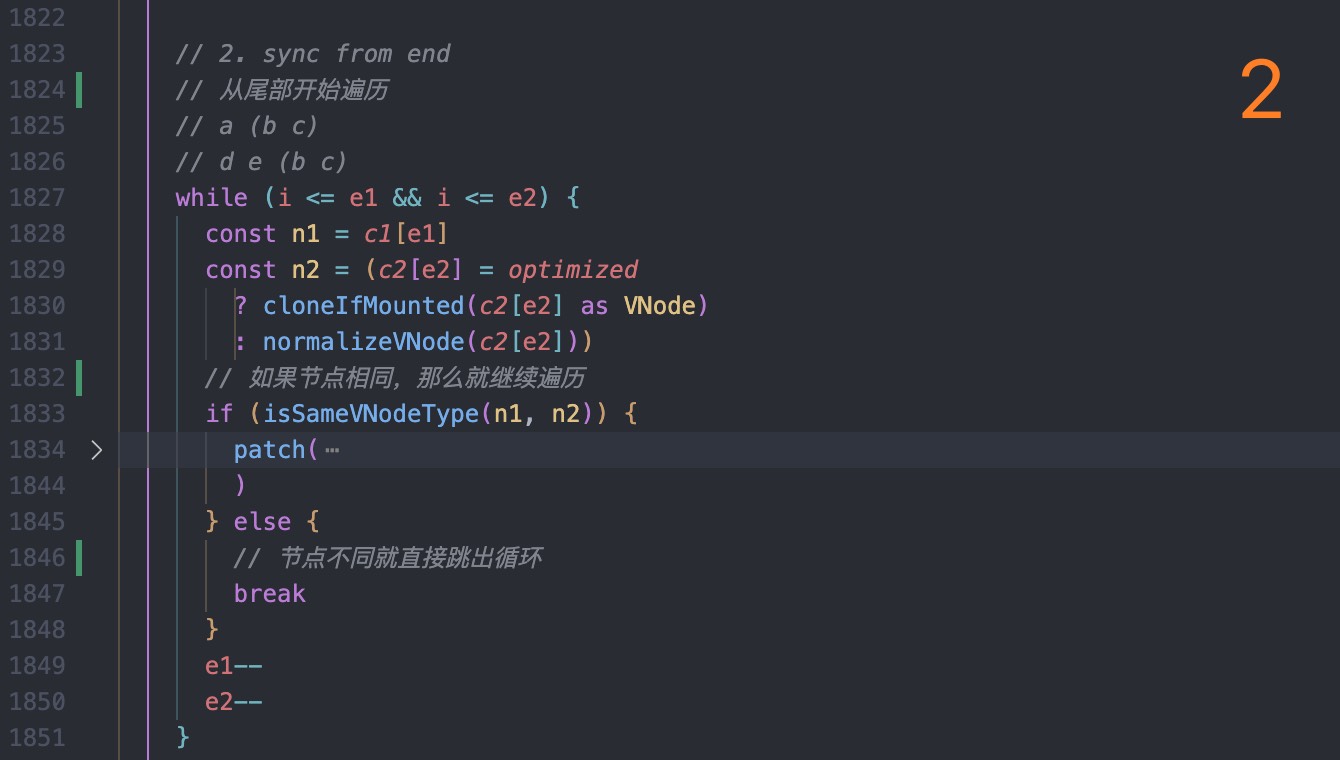 1822
1823 // 2. sync from end
2
1824 // 从尾部开始遍历
1825 // a (b c)
1826 // d e (b c)
1827 while (i <= e1 && i <= e2) {
1828 const n1 = c1[e1]
1829 const n2 = (c2[e2] = optimized
1830 ? cloneIfMounted(c2[e2] as VNode)
1831 : normalizeVNode(c2[e2]))
1832 // 如果节点相同，那么就继续遍历
1833 if (isSameVNodeType(n1, n2)) {
1834 patch(⋯
1844 )
1845 } else {
1846 // 节点不同就直接跳出循环
1847 break
1848 }
1849 e1--
1850 e2--
1851 }